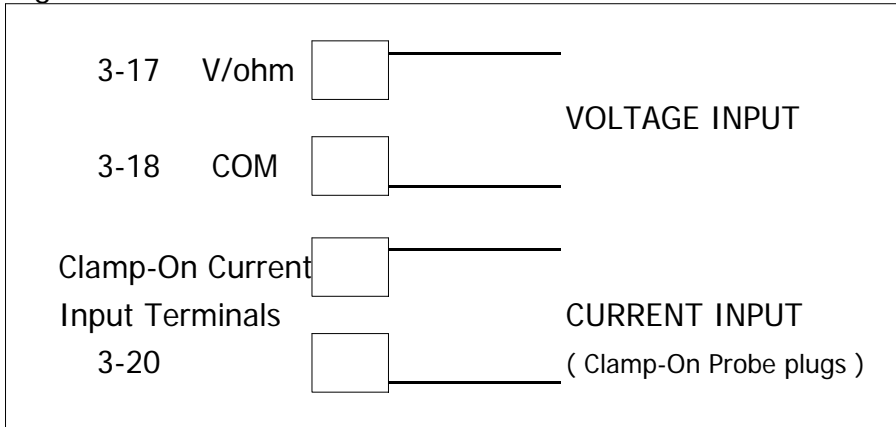 3-17 V/ohm
VOLTAGE INPUT
3-18 COM
Clamp-On Current
Input Terminals
CURRENT INPUT
3-20
( Clamp-On Probe plugs )